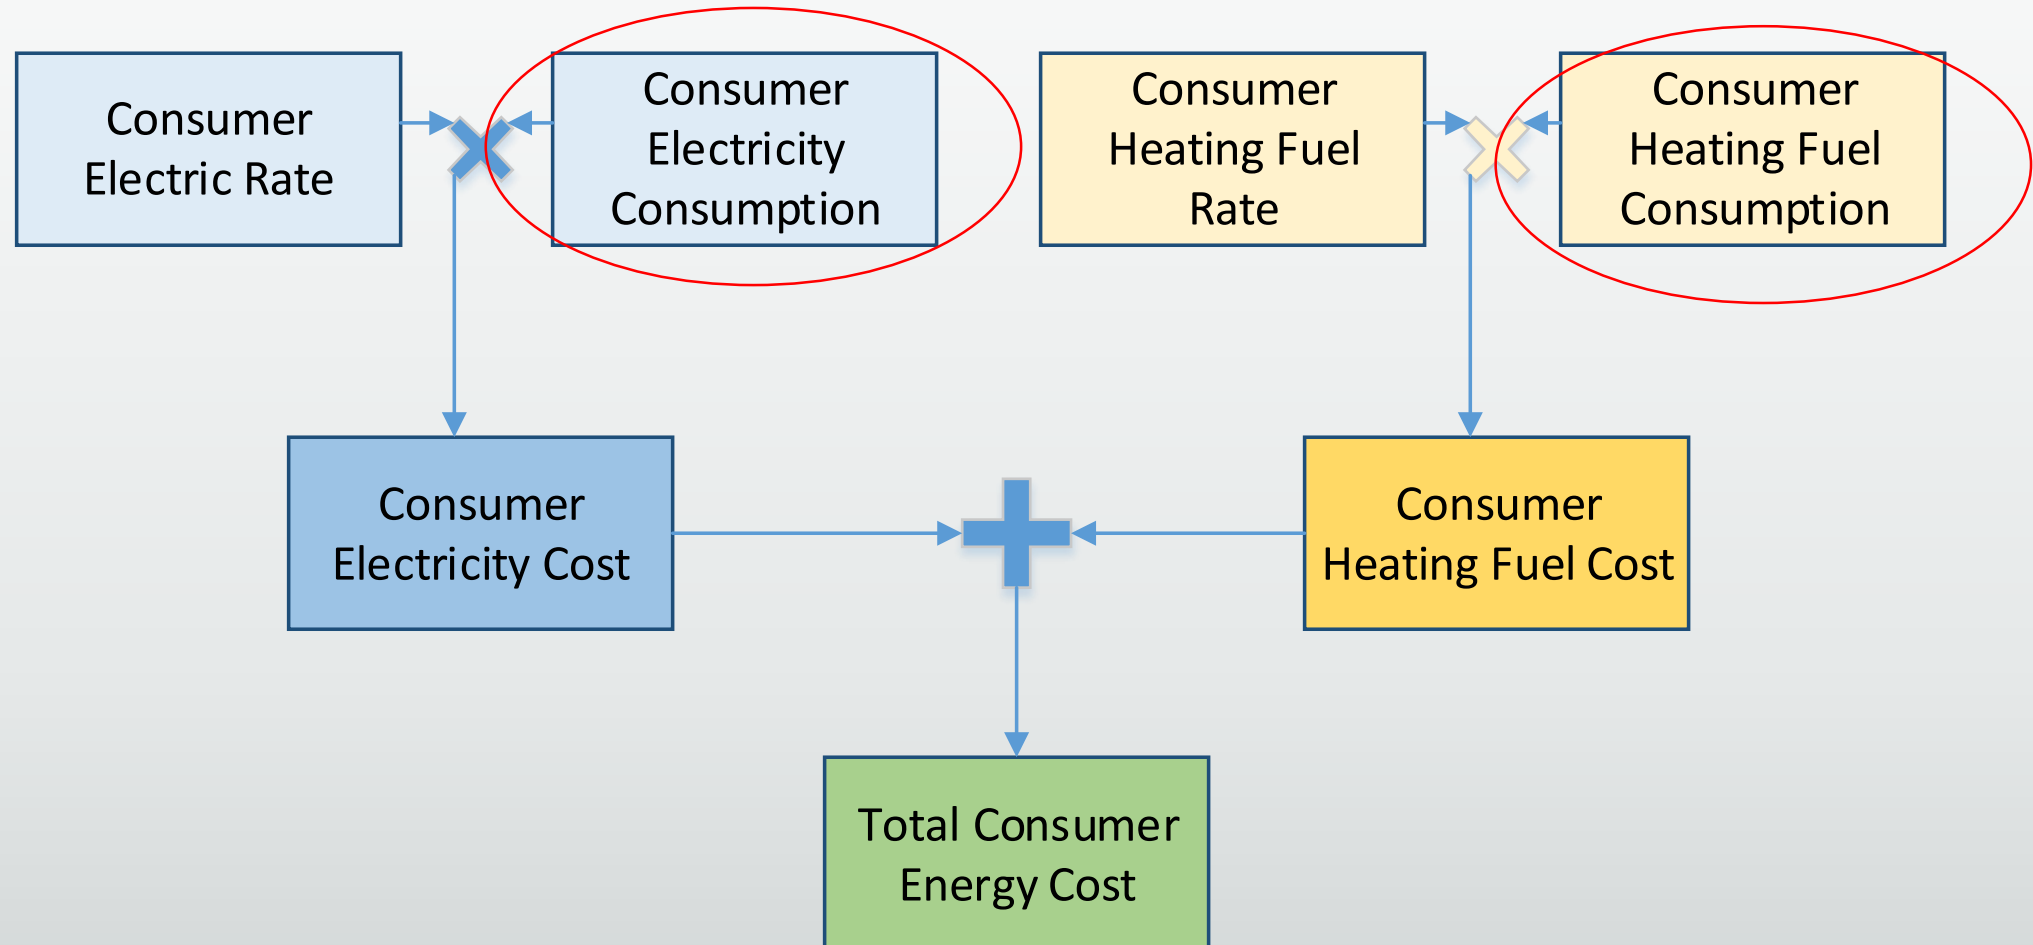 Consumer
Electric Rate
Consumer
Electricity
Consumption
Consumer
Heating Fuel
Rate
Consumer
Heating Fuel
Consumption
Consumer
Electricity Cost
Consumer
Heating Fuel Cost
Total Consumer
Energy Cost